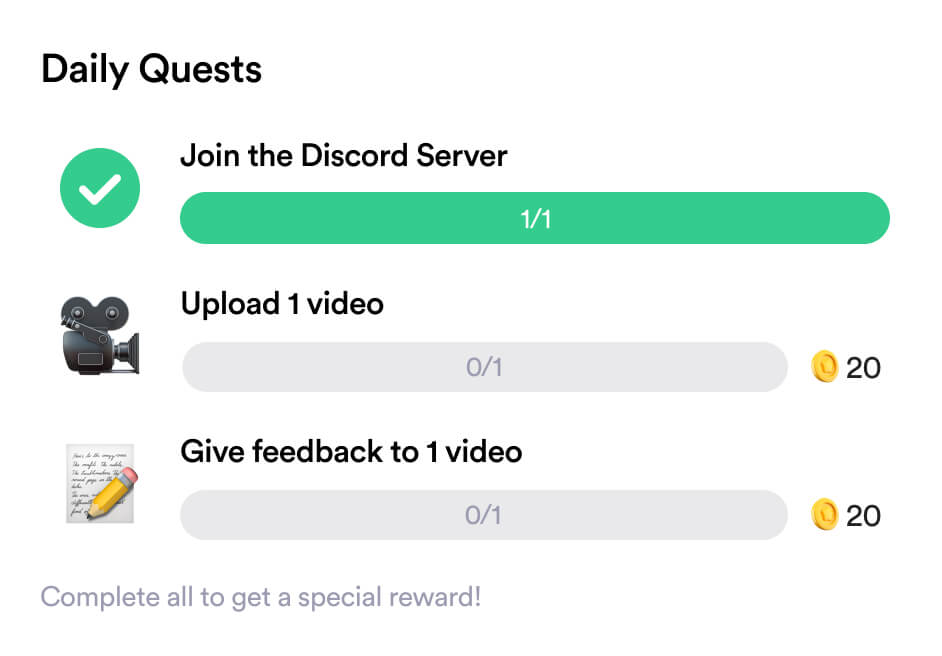 Daily Quests
Join the Discord Server
1/1
Upload 1 video
0/1
20
Give feedback to 1 video
0/1
20
Complete all to get a special reward!